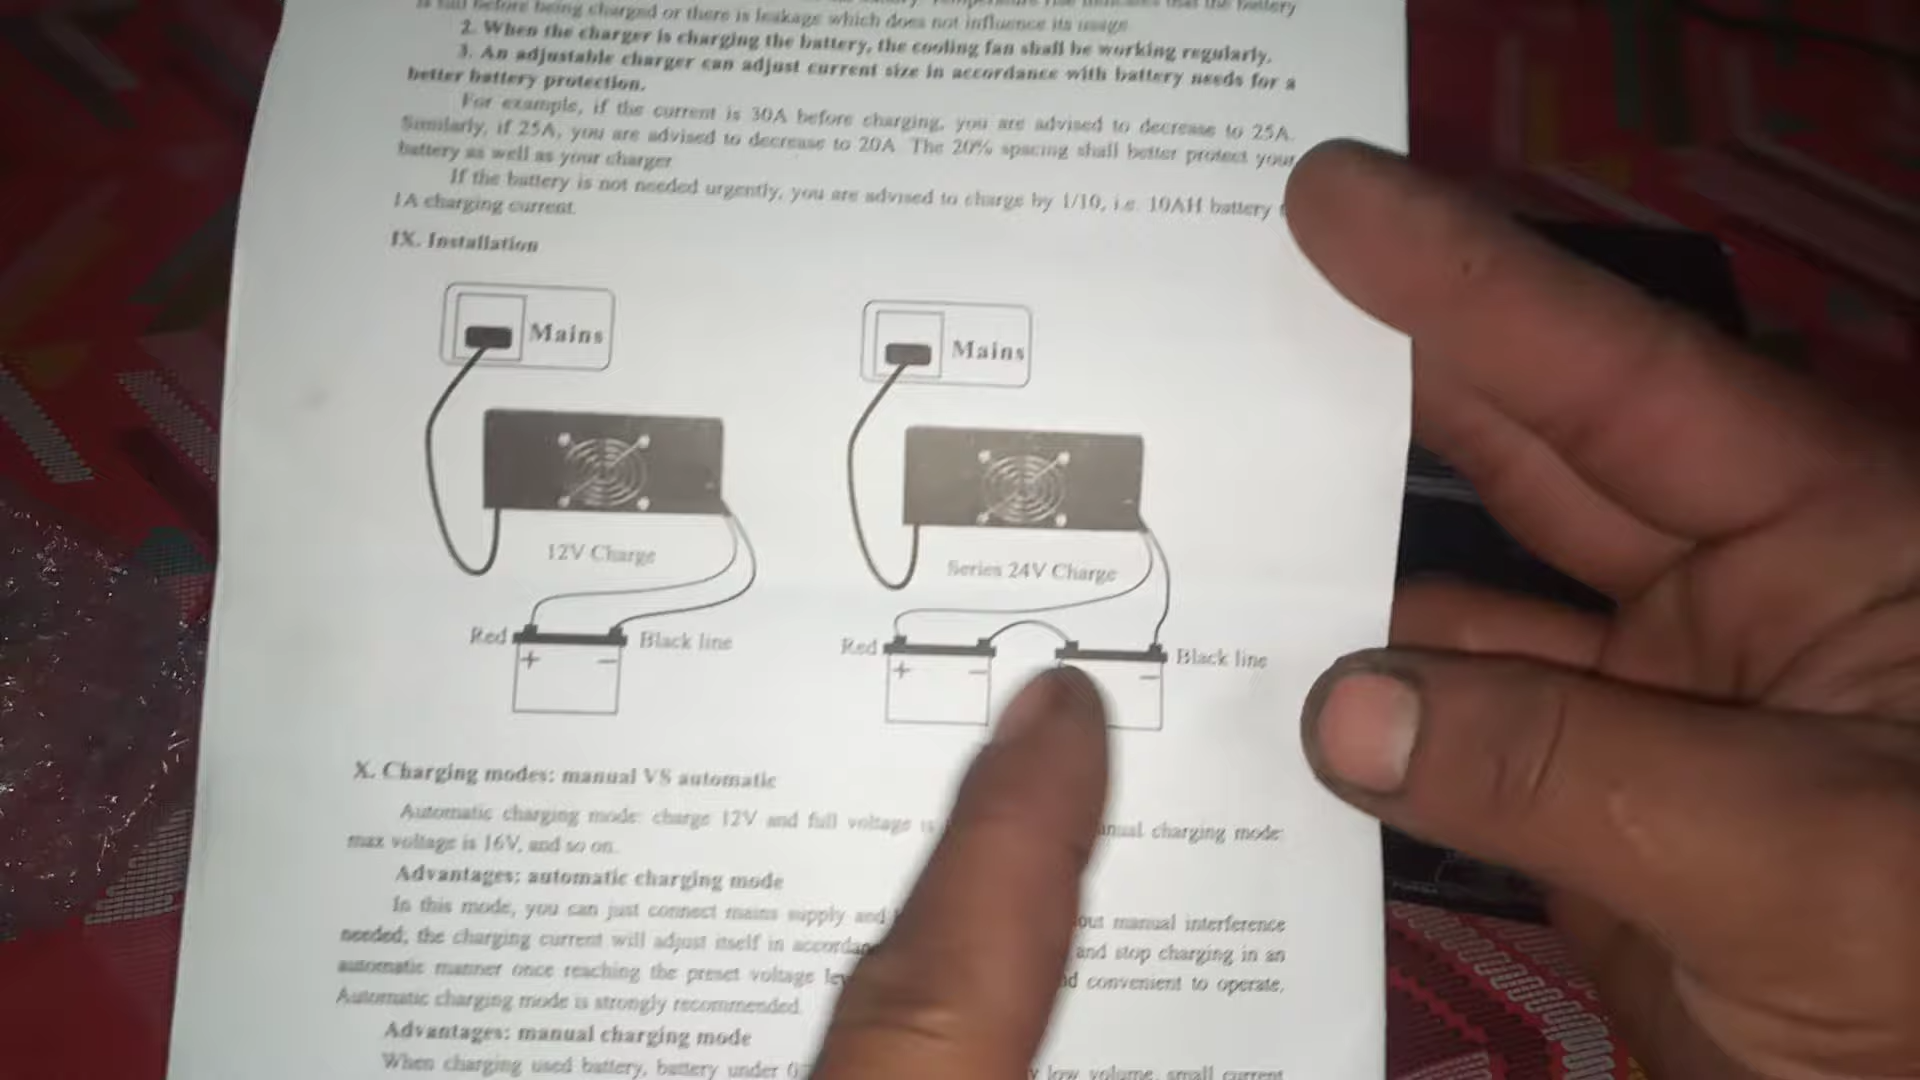 is full before being charged or there is leakage which does not influence its usage
2. When the charger is charging the battery, the cooling fan shall be working regularly.
3. An adjustable charger can adjust current size in accordance with battery needs for a
better battery protection.
For example, if the current is 30A before charging, you are advised to decrease to 25A.
Similarly, if 25A, you are advised to decrease to 20A. The 20% spacing shall better protect your
battery as well as your charger
If the battery is not needed urgently, you are advised to charge by 1/10, i.e. 10AH battery
1A charging current.
IX. Installation
Mains
Mains
12V Charge
Series 24V Charge
Red
+ −
Black line
Red
+ −
−
Black line
X. Charging modes: manual VS automatic
Automatic charging mode: charge 12V and full voltage is charging mode:
max voltage is 16V, and so on.
Advantages: automatic charging mode
In this mode, you can just connect mains supply and manual interference
needed; the charging current will adjust itself in and stop charging in an
automatic manner once reaching the preset voltage convenient to operate,
Automatic charging mode is strongly recommended.
Advantages: manual charging mode
When charging used battery, battery under low volume, small current